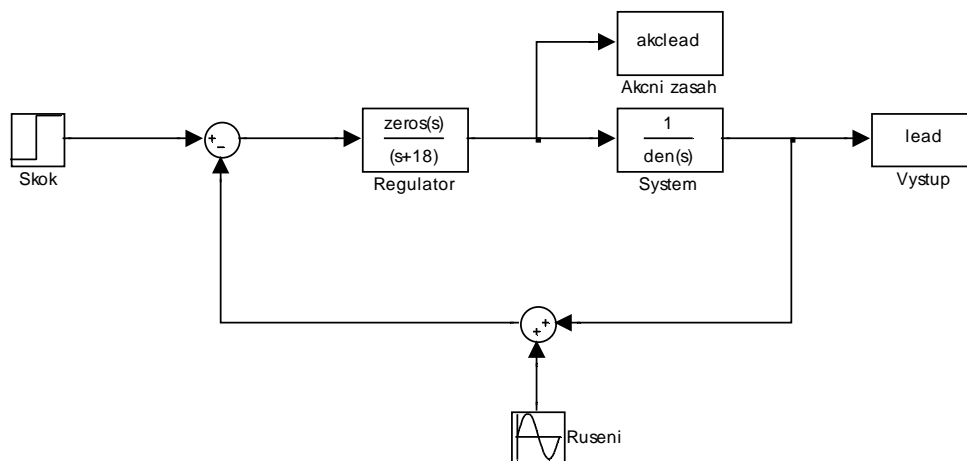 akclead
Akcni zasah
Skok
+
−
zeros(s)
(s+18)
Regulator
1
den(s)
System
lead
Vystup
+
+
Ruseni